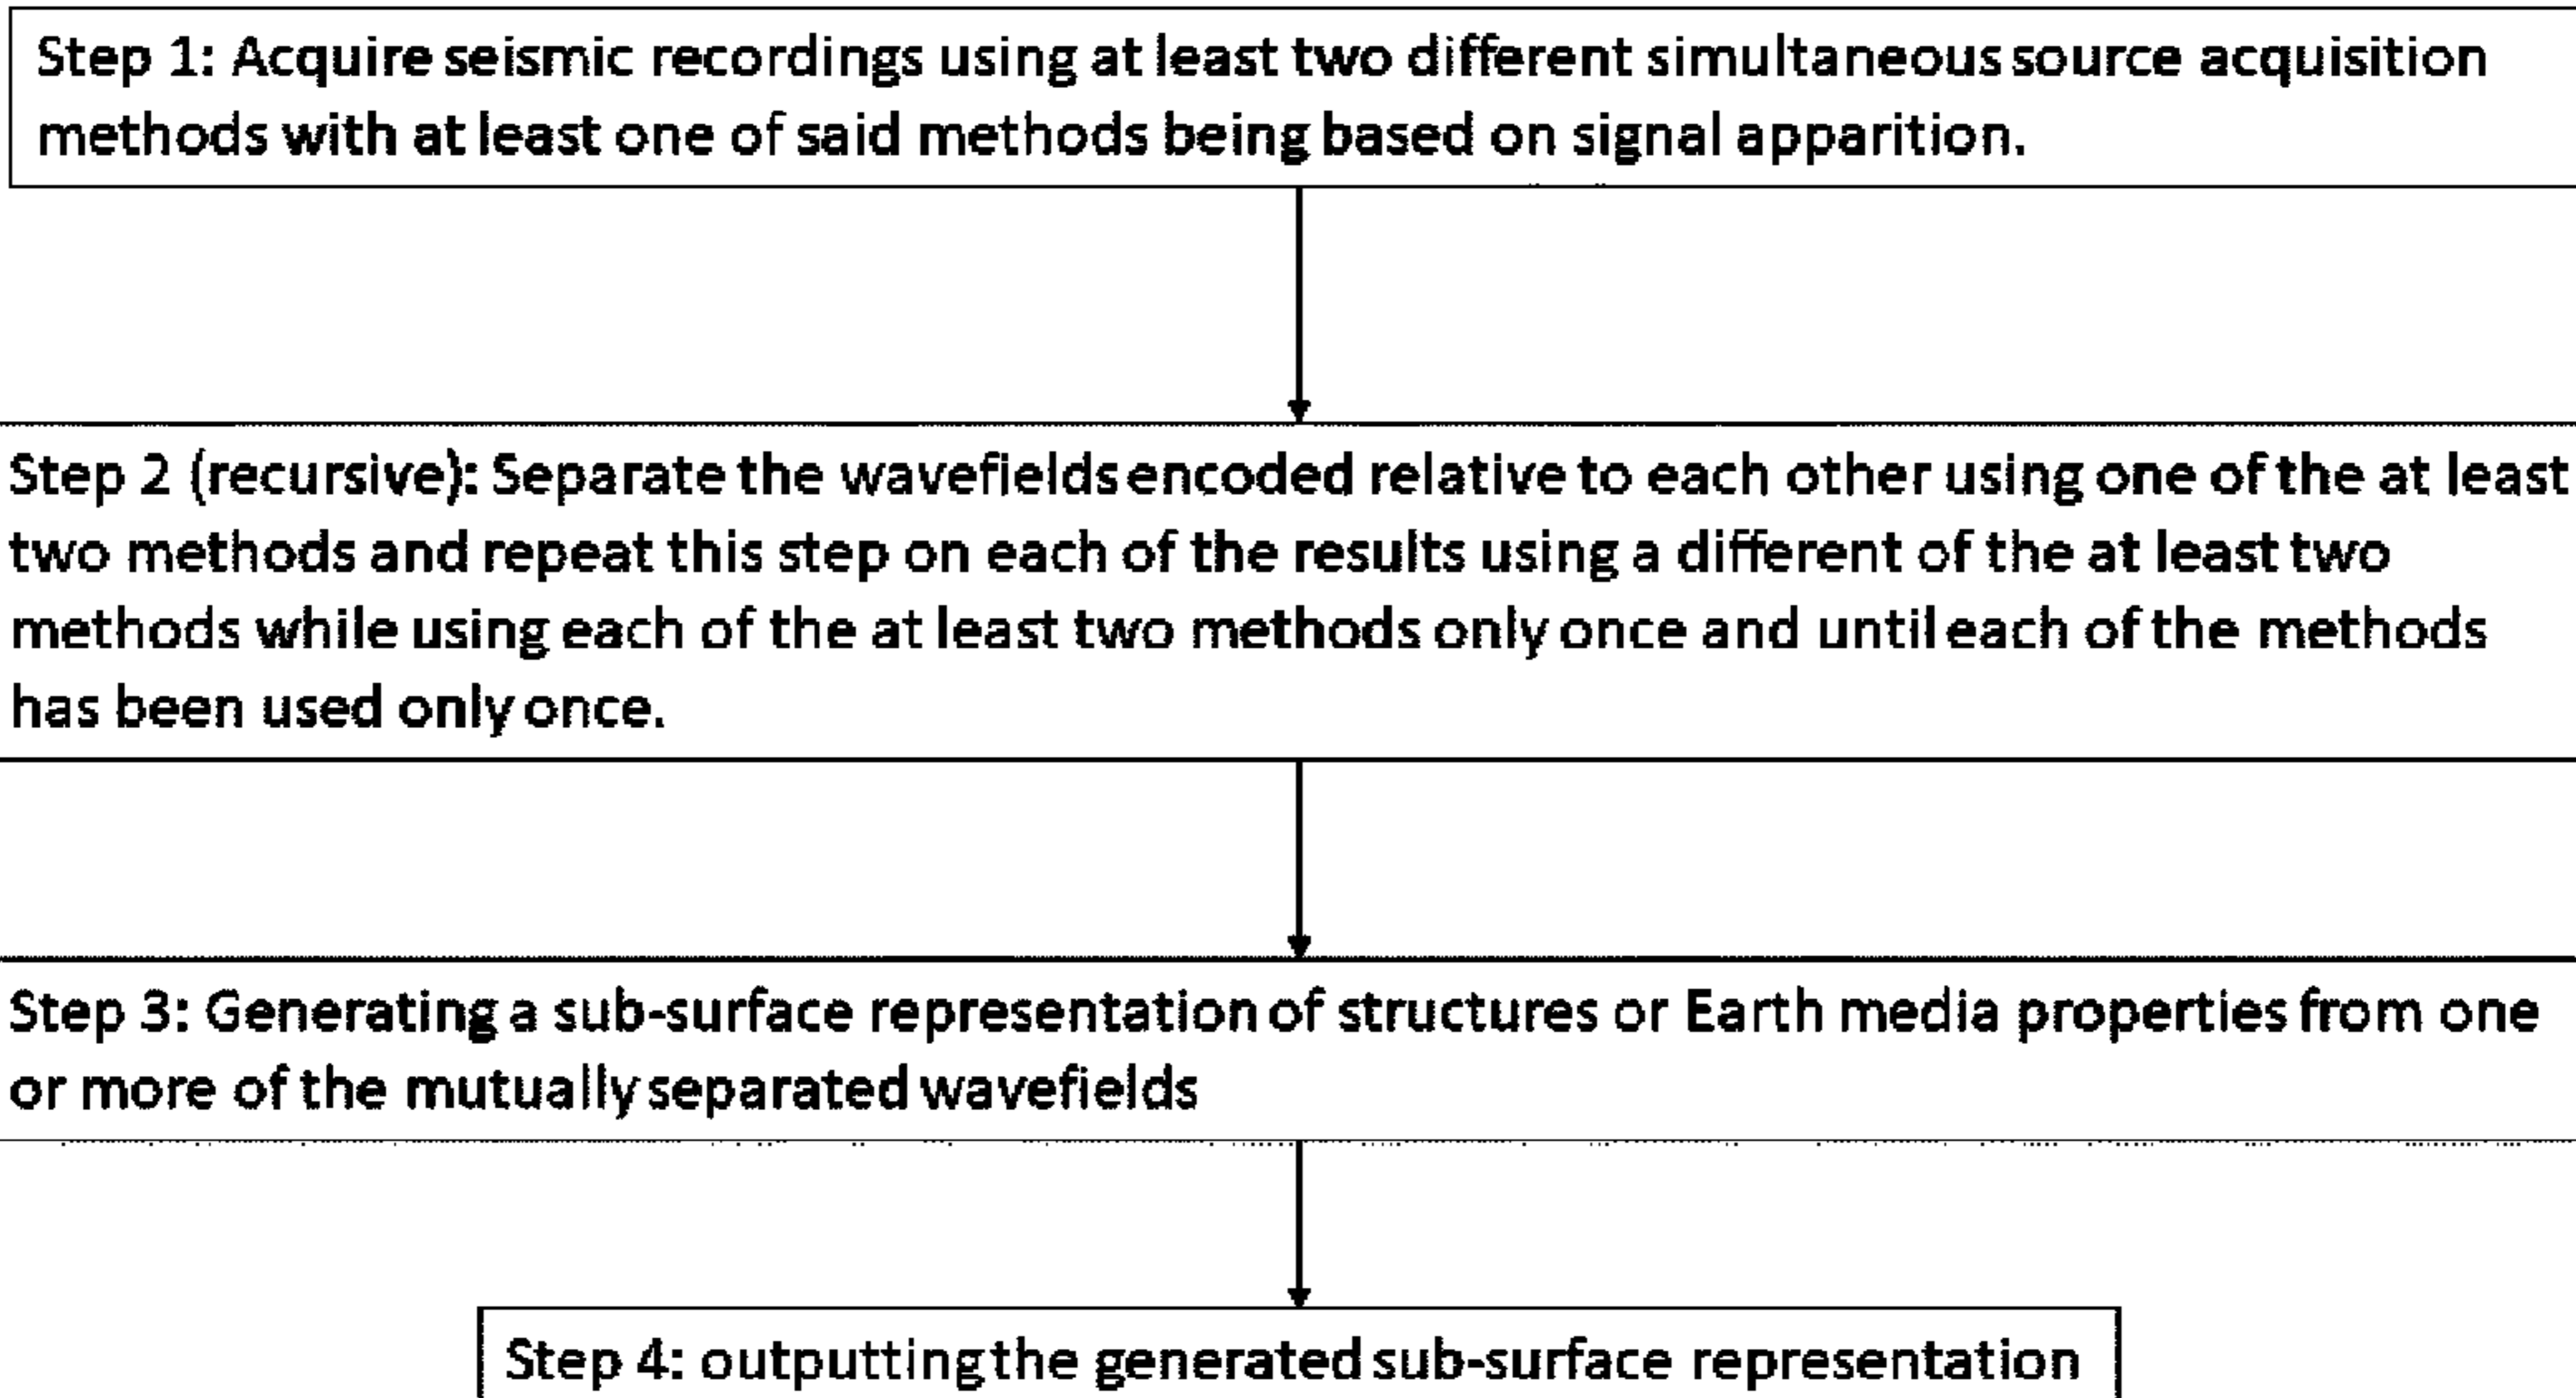 Step 1: Acquire seismic recordings using at least two different simultaneous source acquisition
methods with at least one of said methods being based on signal apparition.
Step 2 (recursive): Separate the wavefields encoded relative to each other using one of the at least
two methods and repeat this step on each of the results using a different of the at least two
methods while using each of the at least two methods only once and until each of the methods
has been used only once.
Step 3: Generating a sub-surface representation of structures or Earth media properties from one
or more of the mutually separated wavefields
Step 4: outputting the generated sub-surface representation